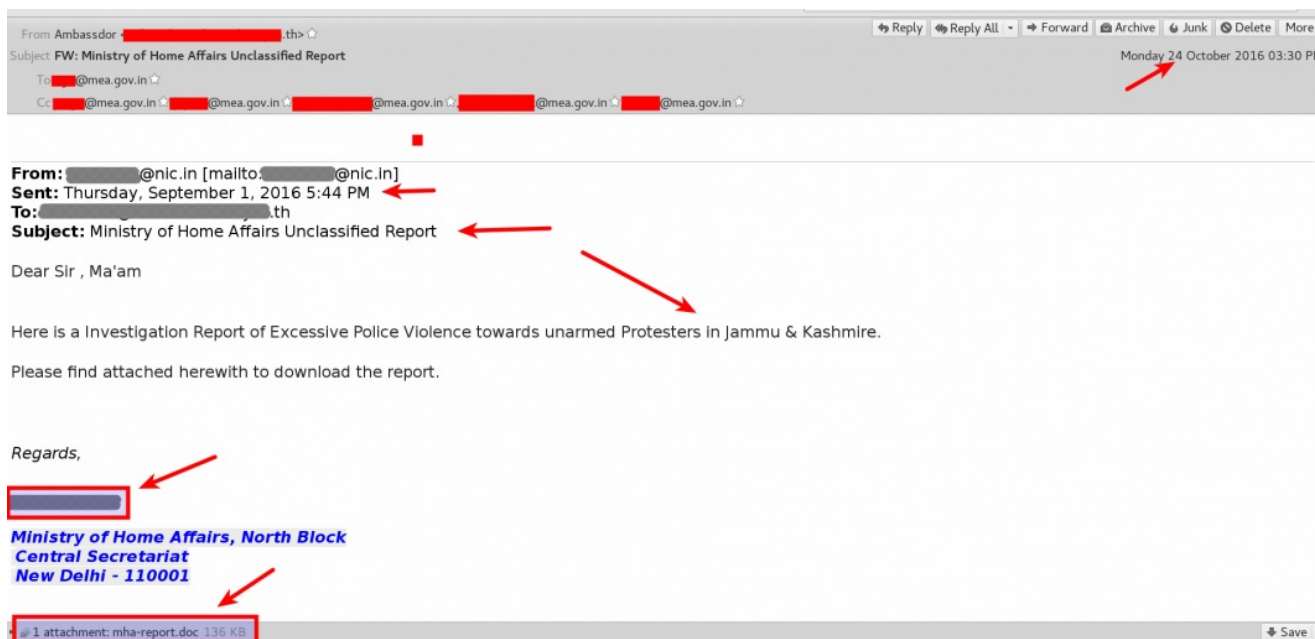 From Ambassdor < .th>
Reply Reply All Forward Archive Junk Delete More
Subject FW: Ministry of Home Affairs Unclassified Report
Monday 24 October 2016 03:30 P
To @mea.gov.in
Cc @mea.gov.in @mea.gov.in @mea.gov.in, @mea.gov.in @mea.gov.in
From: @nic.in [mailto: @nic.in]
Sent: Thursday, September 1, 2016 5:44 PM
To: .th
Subject: Ministry of Home Affairs Unclassified Report
Dear Sir , Ma'am
Here is a Investigation Report of Excessive Police Violence towards unarmed Protesters in Jammu & Kashmire.
Please find attached herewith to download the report.
Regards,
Ministry of Home Affairs, North Block
Central Secretariat
New Delhi - 110001
1 attachment: mha-report.doc 136 KB
Save